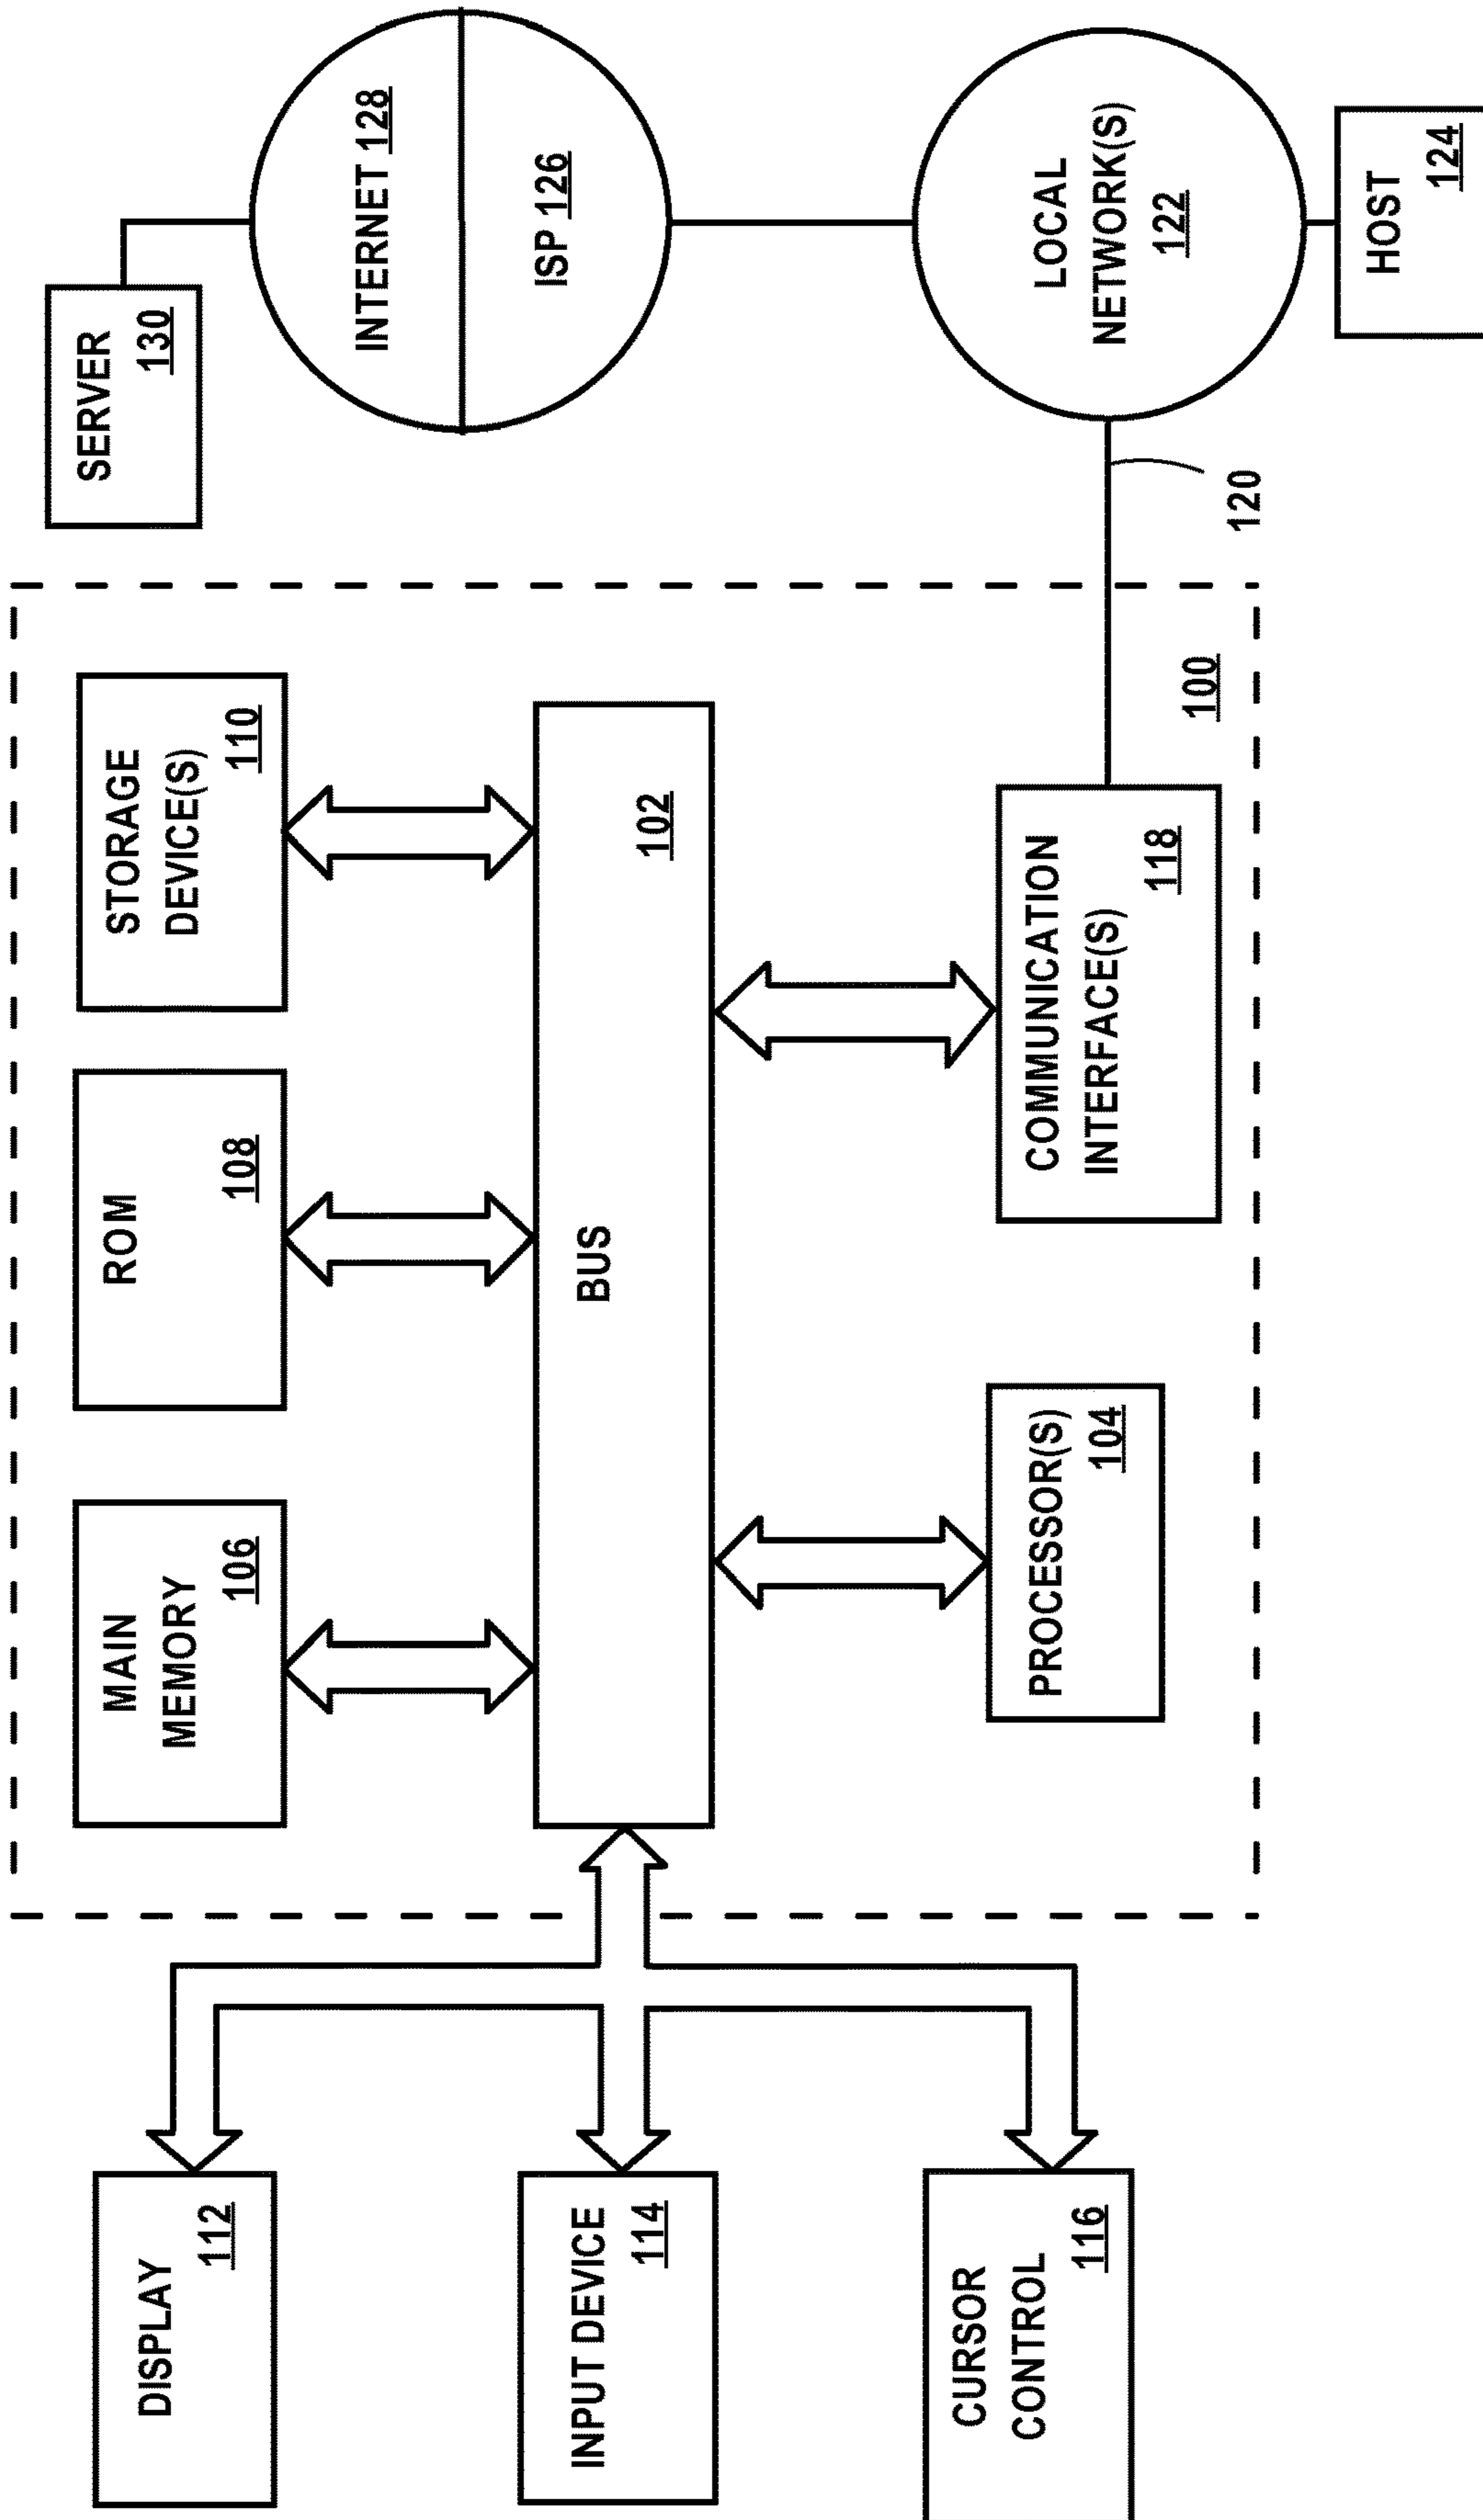 DISPLAY
112
INPUT DEVICE
114
CURSOR
CONTROL
116
MAIN
MEMORY
106
ROM
108
STORAGE
DEVICE(S)
110
BUS
102
PROCESSOR(S)
104
COMMUNICATION
INTERFACE(S)
118
100
120
SERVER
130
INTERNET 128
ISP 126
LOCAL
NETWORK(S)
122
HOST
124